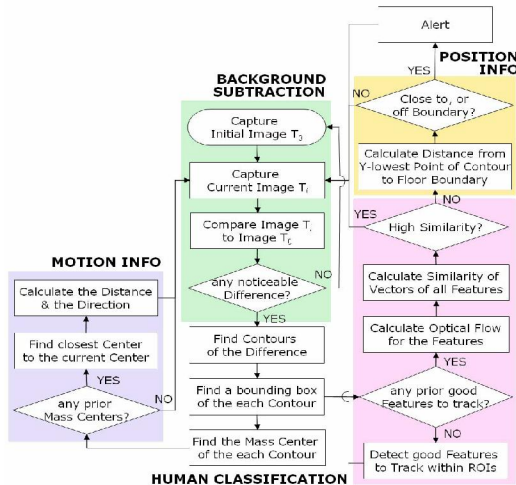 Alert
POSITION
INFO
YES
NO
Close to, or
off Boundary?
Calculate Distance from
Y-lowest Point of Contour
to Floor Boundary
NO
YES
High Similarity?
Calculate Similarity of
Vectors of all Features
Calculate Optical Flow
for the Features
YES
any prior good
Features to track?
NO
Detect good Features
to Track within ROIs
BACKGROUND
SUBTRACTION
Capture
Initial Image T0
Capture
Current Image Ti
Compare Image Ti
to Image T0
any noticeable
Difference?
NO
YES
Find Contours
of the Difference
Find a bounding box
of the each Contour
Find the Mass Center
of the each Contour
HUMAN CLASSIFICATION
MOTION INFO
Calculate the Distance
& the Direction
Find closest Center
to the current Center
YES
any prior
Mass Centers?
NO